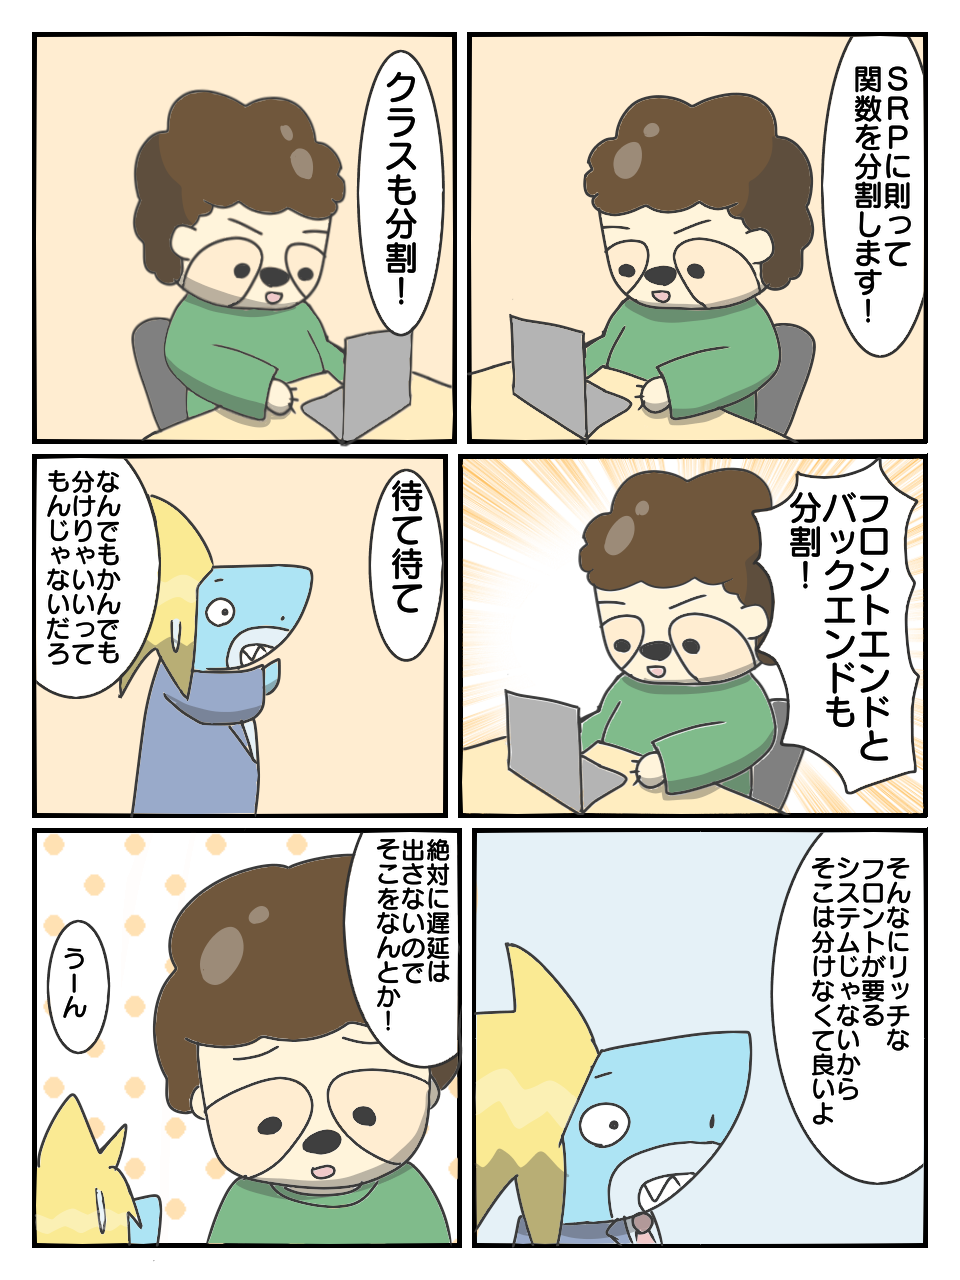 SRPに則って
関数を分割します！
クラスも分割！
フロントエンドと
バックエンドも
分割！
待て待て
なんでもかんでも
分けりゃいいって
もんじゃないだろ
そんなにリッチな
フロントが要る
システムじゃないから
そこは分けなくて良いよ
絶対に遅延は
出さないので
そこをなんとか！
うーん